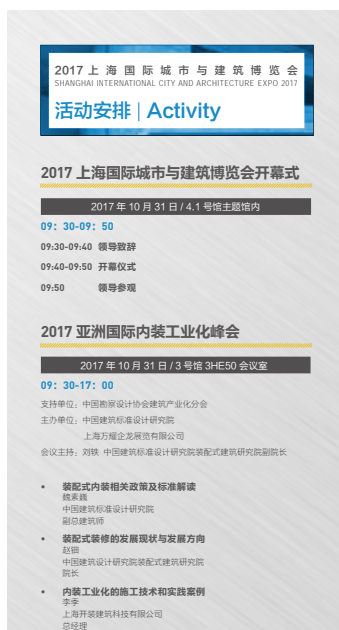 2017 上海国际城市与建筑博览会
SHANGHAI INTERNATIONAL CITY AND ARCHITECTURE EXPO 2017
活动安排 | Activity
2017 上海国际城市与建筑博览会开幕式
2017 年 10 月 31 日 / 4.1 号馆主题馆内
09：30-09：50
09:30-09:40 领导致辞
09:40-09:50 开幕仪式
09:50 领导参观
2017 亚洲国际内装工业化峰会
2017 年 10 月 31 日 / 3 号馆 3HE50 会议室
09：30-17：00
支持单位：中国勘察设计协会建筑产业化分会
主办单位：中国建筑标准设计研究院
上海万耀企龙展览有限公司
会议主持：刘轶 中国建筑标准设计研究院装配式建筑研究院副院长
• 装配式内装相关政策及标准解读
魏素巍
中国建筑标准设计研究院
副总建筑师
• 装配式装修的发展现状与发展方向
赵钿
中国建筑设计研究院装配式建筑研究院
院长
• 内装工业化的施工技术和实践案例
李季
上海开装建筑科技有限公司
总经理